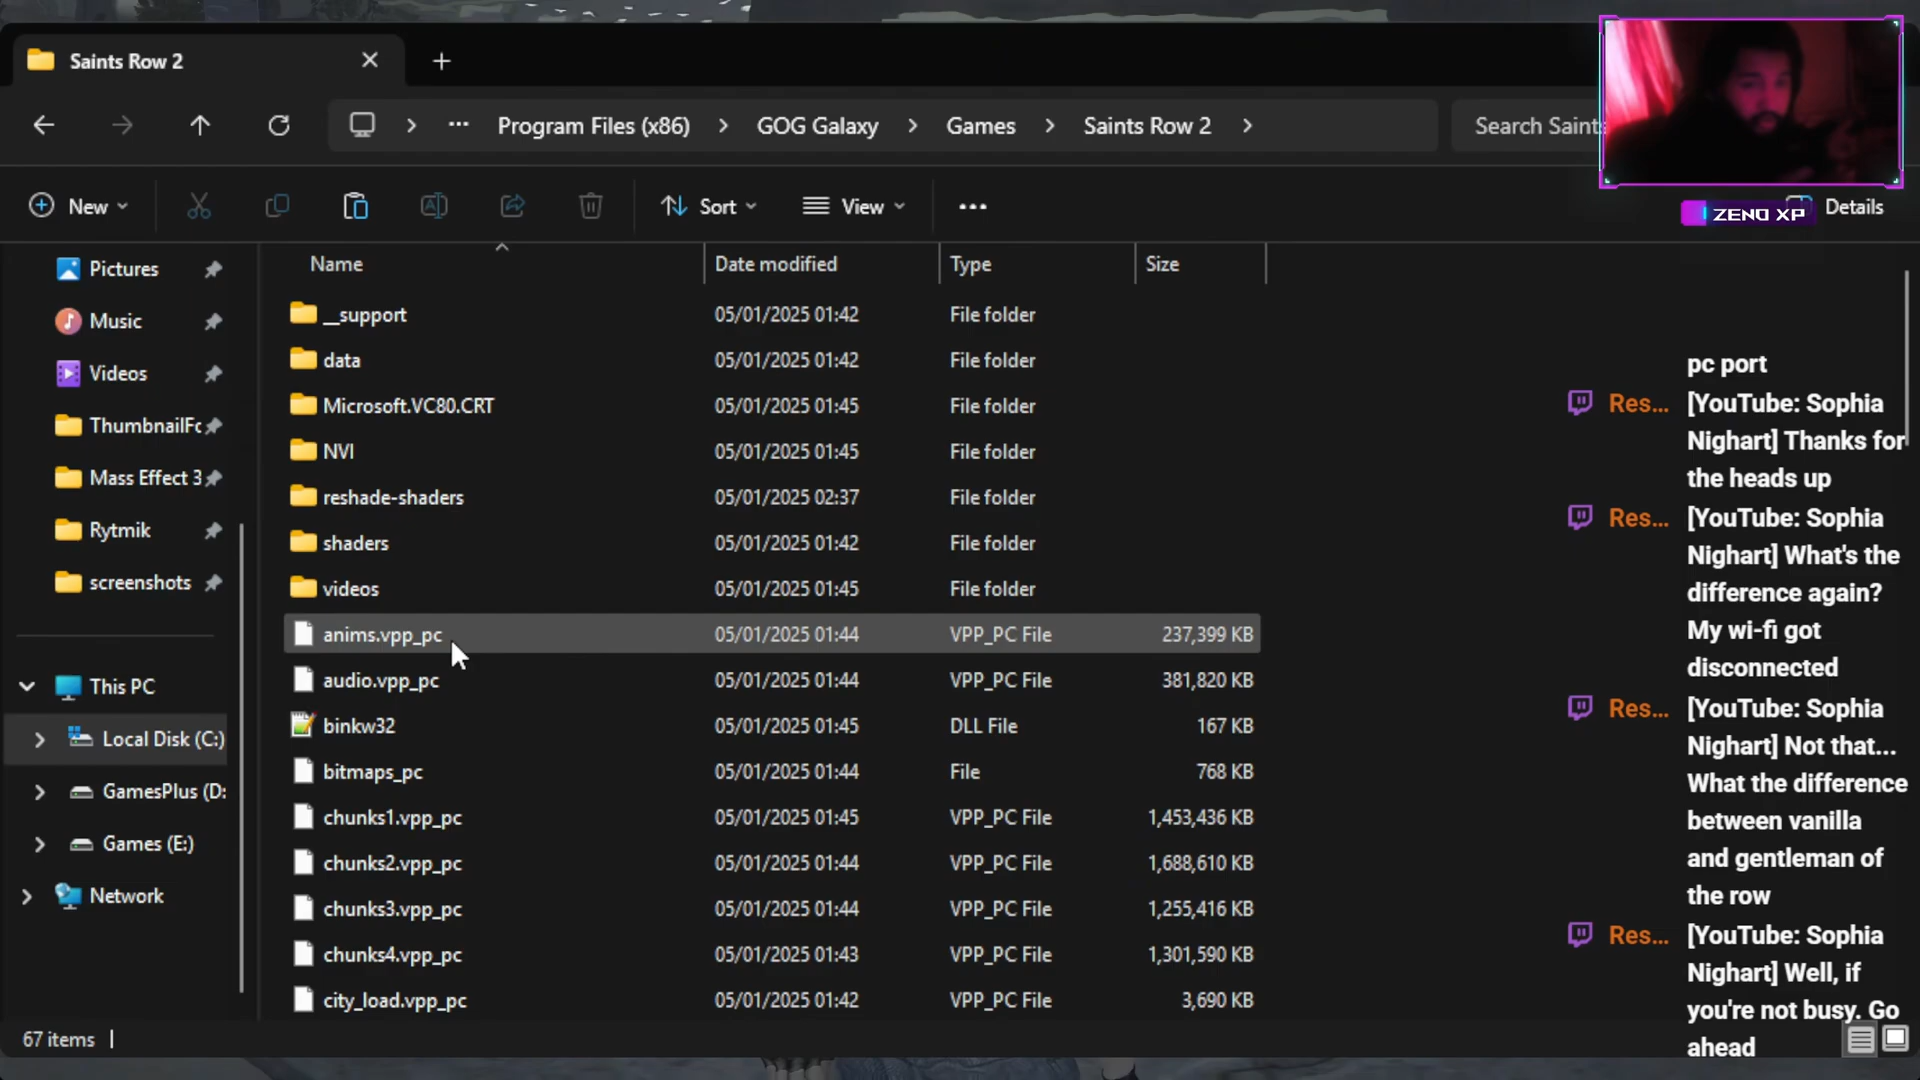 Saints Row 2
Program Files (x86)
GOG Galaxy
Games
Saints Row 2
Search Saint
New
Sort
View
Details
ZENO XP
Name
Date modified
Type
Size
Pictures
Music
Videos
ThumbnailFc
Mass Effect 3
Rytmik
screenshots
This PC
Local Disk (C:)
GamesPlus (D:
Games (E:)
Network
__support 05/01/2025 01:42 File folder
data 05/01/2025 01:42 File folder
Microsoft.VC80.CRT 05/01/2025 01:45 File folder
NVI 05/01/2025 01:45 File folder
reshade-shaders 05/01/2025 02:37 File folder
shaders 05/01/2025 01:42 File folder
videos 05/01/2025 01:45 File folder
anims.vpp_pc 05/01/2025 01:44 VPP_PC File 237,399 KB
audio.vpp_pc 05/01/2025 01:44 VPP_PC File 381,820 KB
binkw32 05/01/2025 01:45 DLL File 167 KB
bitmaps_pc 05/01/2025 01:44 File 768 KB
chunks1.vpp_pc 05/01/2025 01:45 VPP_PC File 1,453,436 KB
chunks2.vpp_pc 05/01/2025 01:44 VPP_PC File 1,688,610 KB
chunks3.vpp_pc 05/01/2025 01:44 VPP_PC File 1,255,416 KB
chunks4.vpp_pc 05/01/2025 01:43 VPP_PC File 1,301,590 KB
city_load.vpp_pc 05/01/2025 01:42 VPP_PC File 3,690 KB
67 items
pc port
Res... [YouTube: Sophia
Nighart] Thanks for
the heads up
Res... [YouTube: Sophia
Nighart] What's the
difference again?
My wi-fi got
disconnected
Res... [YouTube: Sophia
Nighart] Not that...
What the difference
between vanilla
and gentleman of
the row
Res... [YouTube: Sophia
Nighart] Well, if
you're not busy. Go
ahead